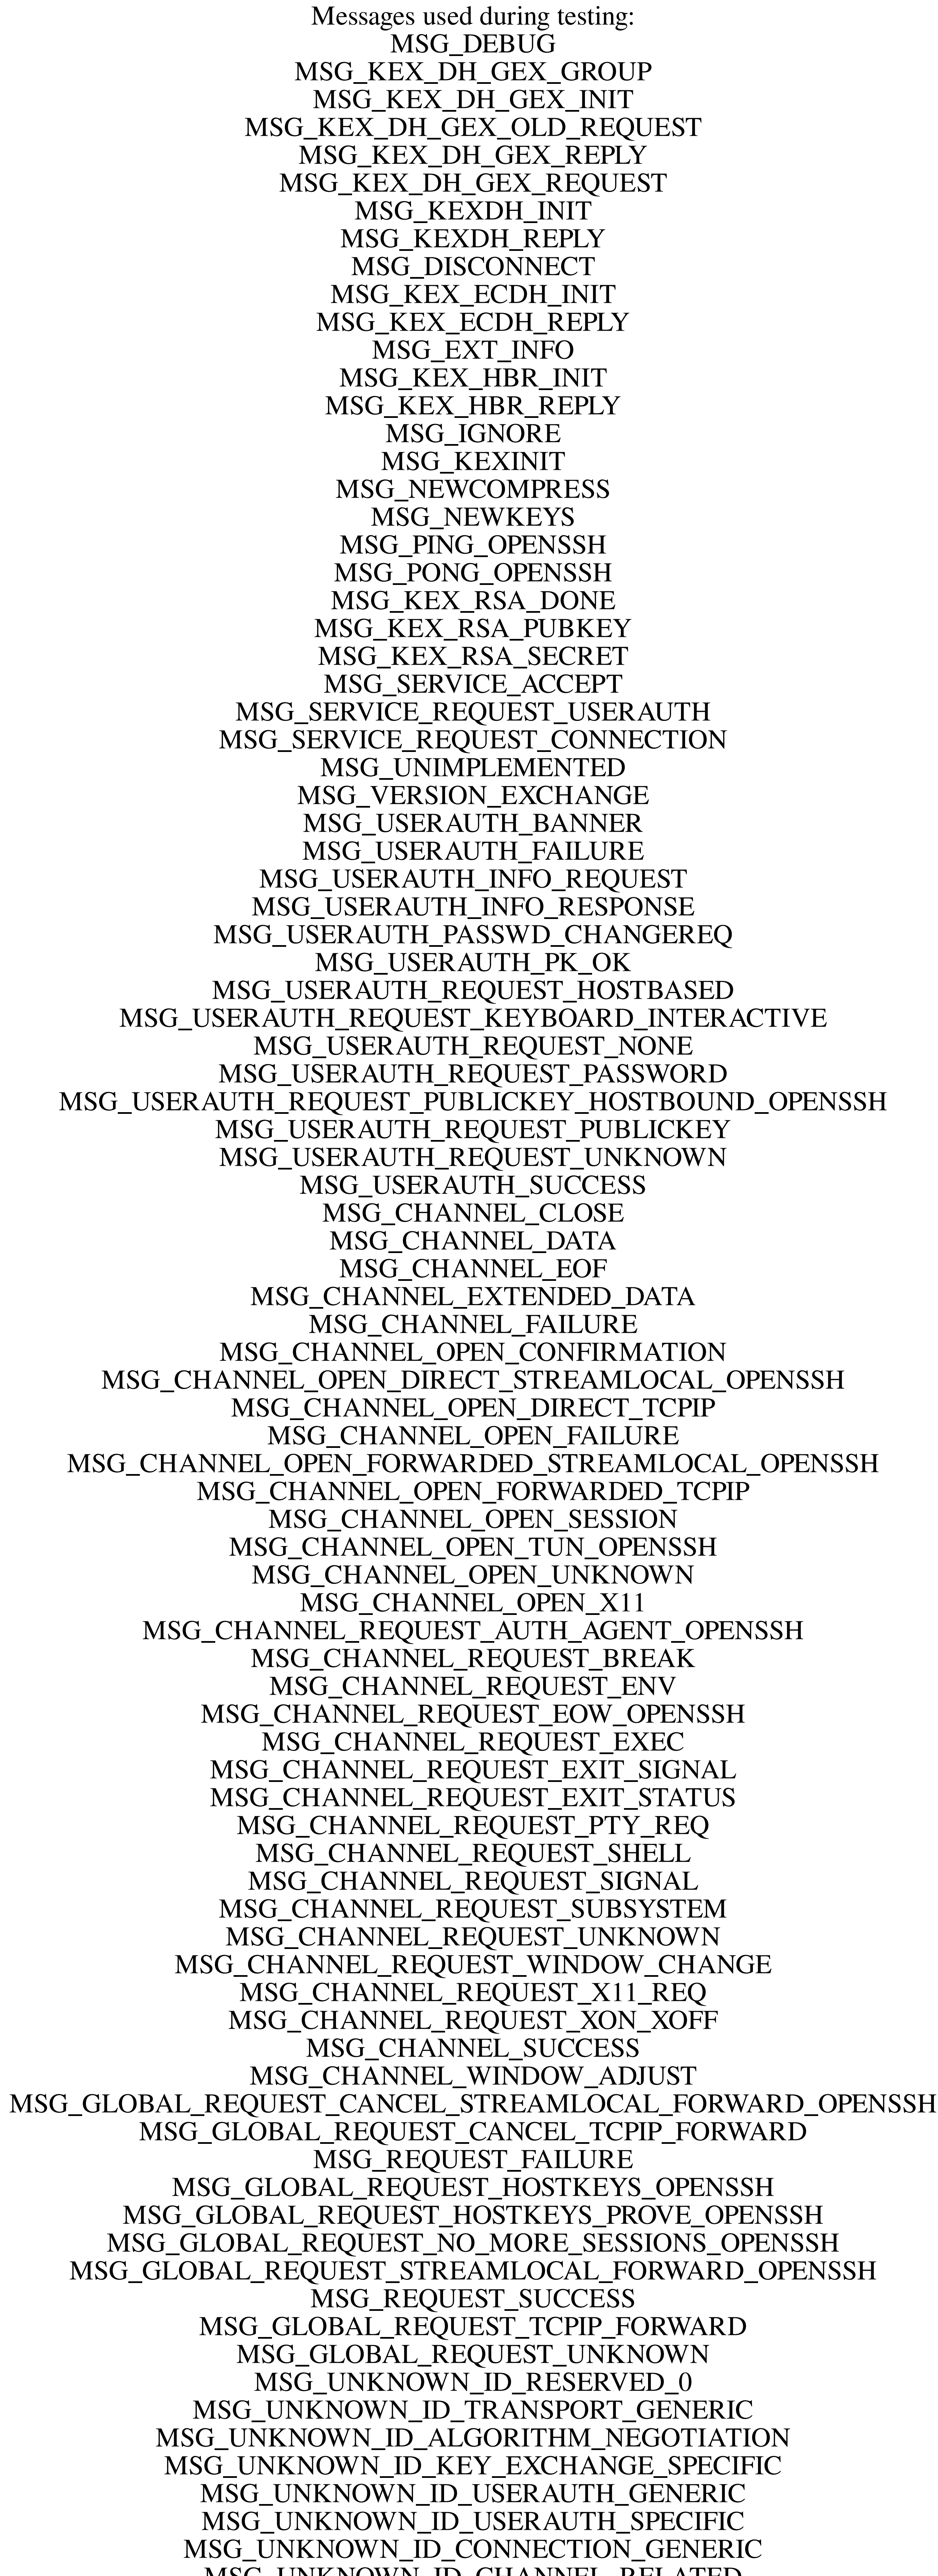 Messages used during testing:
MSG_DEBUG
MSG_KEX_DH_GEX_GROUP
MSG_KEX_DH_GEX_INIT
MSG_KEX_DH_GEX_OLD_REQUEST
MSG_KEX_DH_GEX_REPLY
MSG_KEX_DH_GEX_REQUEST
MSG_KEXDH_INIT
MSG_KEXDH_REPLY
MSG_DISCONNECT
MSG_KEX_ECDH_INIT
MSG_KEX_ECDH_REPLY
MSG_EXT_INFO
MSG_KEX_HBR_INIT
MSG_KEX_HBR_REPLY
MSG_IGNORE
MSG_KEXINIT
MSG_NEWCOMPRESS
MSG_NEWKEYS
MSG_PING_OPENSSH
MSG_PONG_OPENSSH
MSG_KEX_RSA_DONE
MSG_KEX_RSA_PUBKEY
MSG_KEX_RSA_SECRET
MSG_SERVICE_ACCEPT
MSG_SERVICE_REQUEST_USERAUTH
MSG_SERVICE_REQUEST_CONNECTION
MSG_UNIMPLEMENTED
MSG_VERSION_EXCHANGE
MSG_USERAUTH_BANNER
MSG_USERAUTH_FAILURE
MSG_USERAUTH_INFO_REQUEST
MSG_USERAUTH_INFO_RESPONSE
MSG_USERAUTH_PASSWD_CHANGEREQ
MSG_USERAUTH_PK_OK
MSG_USERAUTH_REQUEST_HOSTBASED
MSG_USERAUTH_REQUEST_KEYBOARD_INTERACTIVE
MSG_USERAUTH_REQUEST_NONE
MSG_USERAUTH_REQUEST_PASSWORD
MSG_USERAUTH_REQUEST_PUBLICKEY_HOSTBOUND_OPENSSH
MSG_USERAUTH_REQUEST_PUBLICKEY
MSG_USERAUTH_REQUEST_UNKNOWN
MSG_USERAUTH_SUCCESS
MSG_CHANNEL_CLOSE
MSG_CHANNEL_DATA
MSG_CHANNEL_EOF
MSG_CHANNEL_EXTENDED_DATA
MSG_CHANNEL_FAILURE
MSG_CHANNEL_OPEN_CONFIRMATION
MSG_CHANNEL_OPEN_DIRECT_STREAMLOCAL_OPENSSH
MSG_CHANNEL_OPEN_DIRECT_TCPIP
MSG_CHANNEL_OPEN_FAILURE
MSG_CHANNEL_OPEN_FORWARDED_STREAMLOCAL_OPENSSH
MSG_CHANNEL_OPEN_FORWARDED_TCPIP
MSG_CHANNEL_OPEN_SESSION
MSG_CHANNEL_OPEN_TUN_OPENSSH
MSG_CHANNEL_OPEN_UNKNOWN
MSG_CHANNEL_OPEN_X11
MSG_CHANNEL_REQUEST_AUTH_AGENT_OPENSSH
MSG_CHANNEL_REQUEST_BREAK
MSG_CHANNEL_REQUEST_ENV
MSG_CHANNEL_REQUEST_EOW_OPENSSH
MSG_CHANNEL_REQUEST_EXEC
MSG_CHANNEL_REQUEST_EXIT_SIGNAL
MSG_CHANNEL_REQUEST_EXIT_STATUS
MSG_CHANNEL_REQUEST_PTY_REQ
MSG_CHANNEL_REQUEST_SHELL
MSG_CHANNEL_REQUEST_SIGNAL
MSG_CHANNEL_REQUEST_SUBSYSTEM
MSG_CHANNEL_REQUEST_UNKNOWN
MSG_CHANNEL_REQUEST_WINDOW_CHANGE
MSG_CHANNEL_REQUEST_X11_REQ
MSG_CHANNEL_REQUEST_XON_XOFF
MSG_CHANNEL_SUCCESS
MSG_CHANNEL_WINDOW_ADJUST
MSG_GLOBAL_REQUEST_CANCEL_STREAMLOCAL_FORWARD_OPENSSH
MSG_GLOBAL_REQUEST_CANCEL_TCPIP_FORWARD
MSG_REQUEST_FAILURE
MSG_GLOBAL_REQUEST_HOSTKEYS_OPENSSH
MSG_GLOBAL_REQUEST_HOSTKEYS_PROVE_OPENSSH
MSG_GLOBAL_REQUEST_NO_MORE_SESSIONS_OPENSSH
MSG_GLOBAL_REQUEST_STREAMLOCAL_FORWARD_OPENSSH
MSG_REQUEST_SUCCESS
MSG_GLOBAL_REQUEST_TCPIP_FORWARD
MSG_GLOBAL_REQUEST_UNKNOWN
MSG_UNKNOWN_ID_RESERVED_0
MSG_UNKNOWN_ID_TRANSPORT_GENERIC
MSG_UNKNOWN_ID_ALGORITHM_NEGOTIATION
MSG_UNKNOWN_ID_KEY_EXCHANGE_SPECIFIC
MSG_UNKNOWN_ID_USERAUTH_GENERIC
MSG_UNKNOWN_ID_USERAUTH_SPECIFIC
MSG_UNKNOWN_ID_CONNECTION_GENERIC
MSG_UNKNOWN_ID_CHANNEL_RELATED